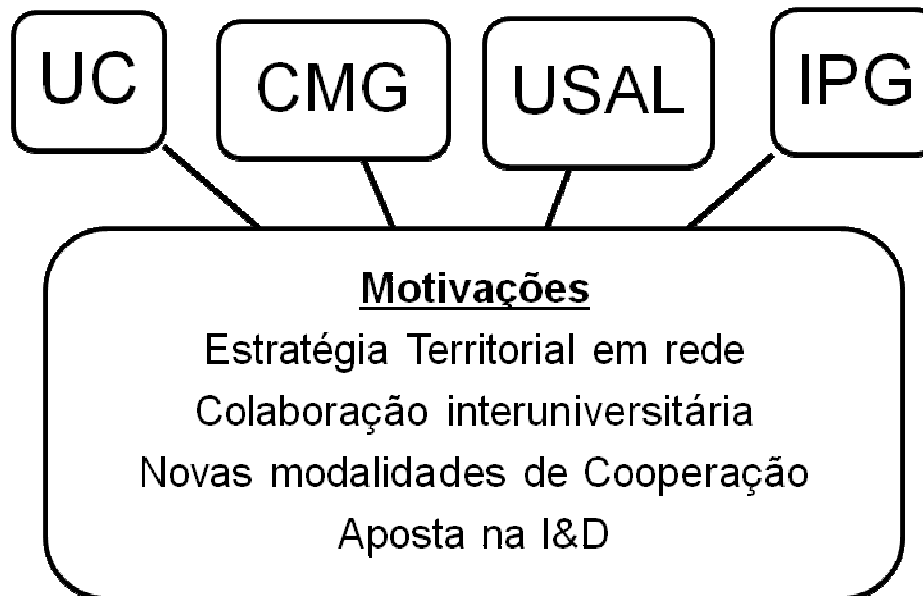 UC
CMG
USAL
IPG
Motivações
Estratégia Territorial em rede
Colaboração interuniversitária
Novas modalidades de Cooperação
Aposta na I&D